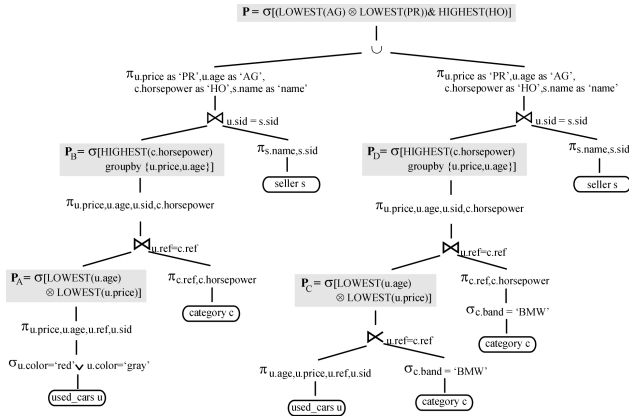 P = σ[(LOWEST(AG) ⊗ LOWEST(PR))& HIGHEST(HO)]
∪
πu.price as ‘PR’,u.age as ‘AG’,
c.horsepower as ‘HO’,s.name as ‘name’
πu.price as ‘PR’,u.age as ‘AG’,
c.horsepower as ‘HO’,s.name as ‘name’
⋈u.sid = s.sid
⋈u.sid = s.sid
PB= σ[HIGHEST(c.horsepower)
groupby {u.price,u.age}]
πs.name,s.sid
PD= σ[HIGHEST(c.horsepower)
groupby {u.price,u.age}]
πs.name,s.sid
seller s
seller s
πu.price,u.age,u.sid,c.horsepower
πu.price,u.age,u.sid,c.horsepower
⋈u.ref=c.ref
⋈u.ref=c.ref
PA= σ[LOWEST(u.age)
⊗ LOWEST(u.price)]
πc.ref,c.horsepower
PC= σ[LOWEST(u.age)
⊗ LOWEST(u.price)]
πc.ref,c.horsepower
category c
σc.band = ‘BMW’
πu.price,u.age,u.ref,u.sid
⋉u.ref=c.ref
category c
σu.color=‘red’ ∨ u.color=‘gray’
πu.age,u.price,u.ref,u.sid
σc.band = ‘BMW’
used_cars u
used_cars u
category c